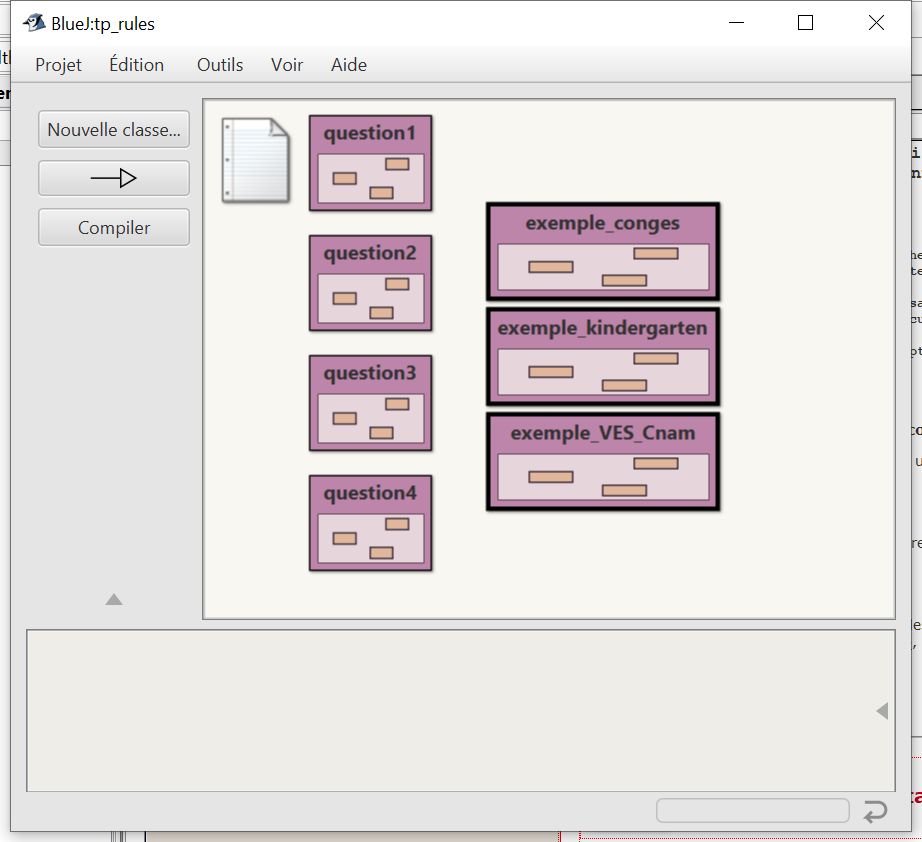 BlueJ:tp_rules
Projet Édition Outils Voir Aide
Nouvelle classe...
Compiler
question1
question2
question3
question4
exemple_conges
exemple_kindergarten
exemple_VES_Cnam